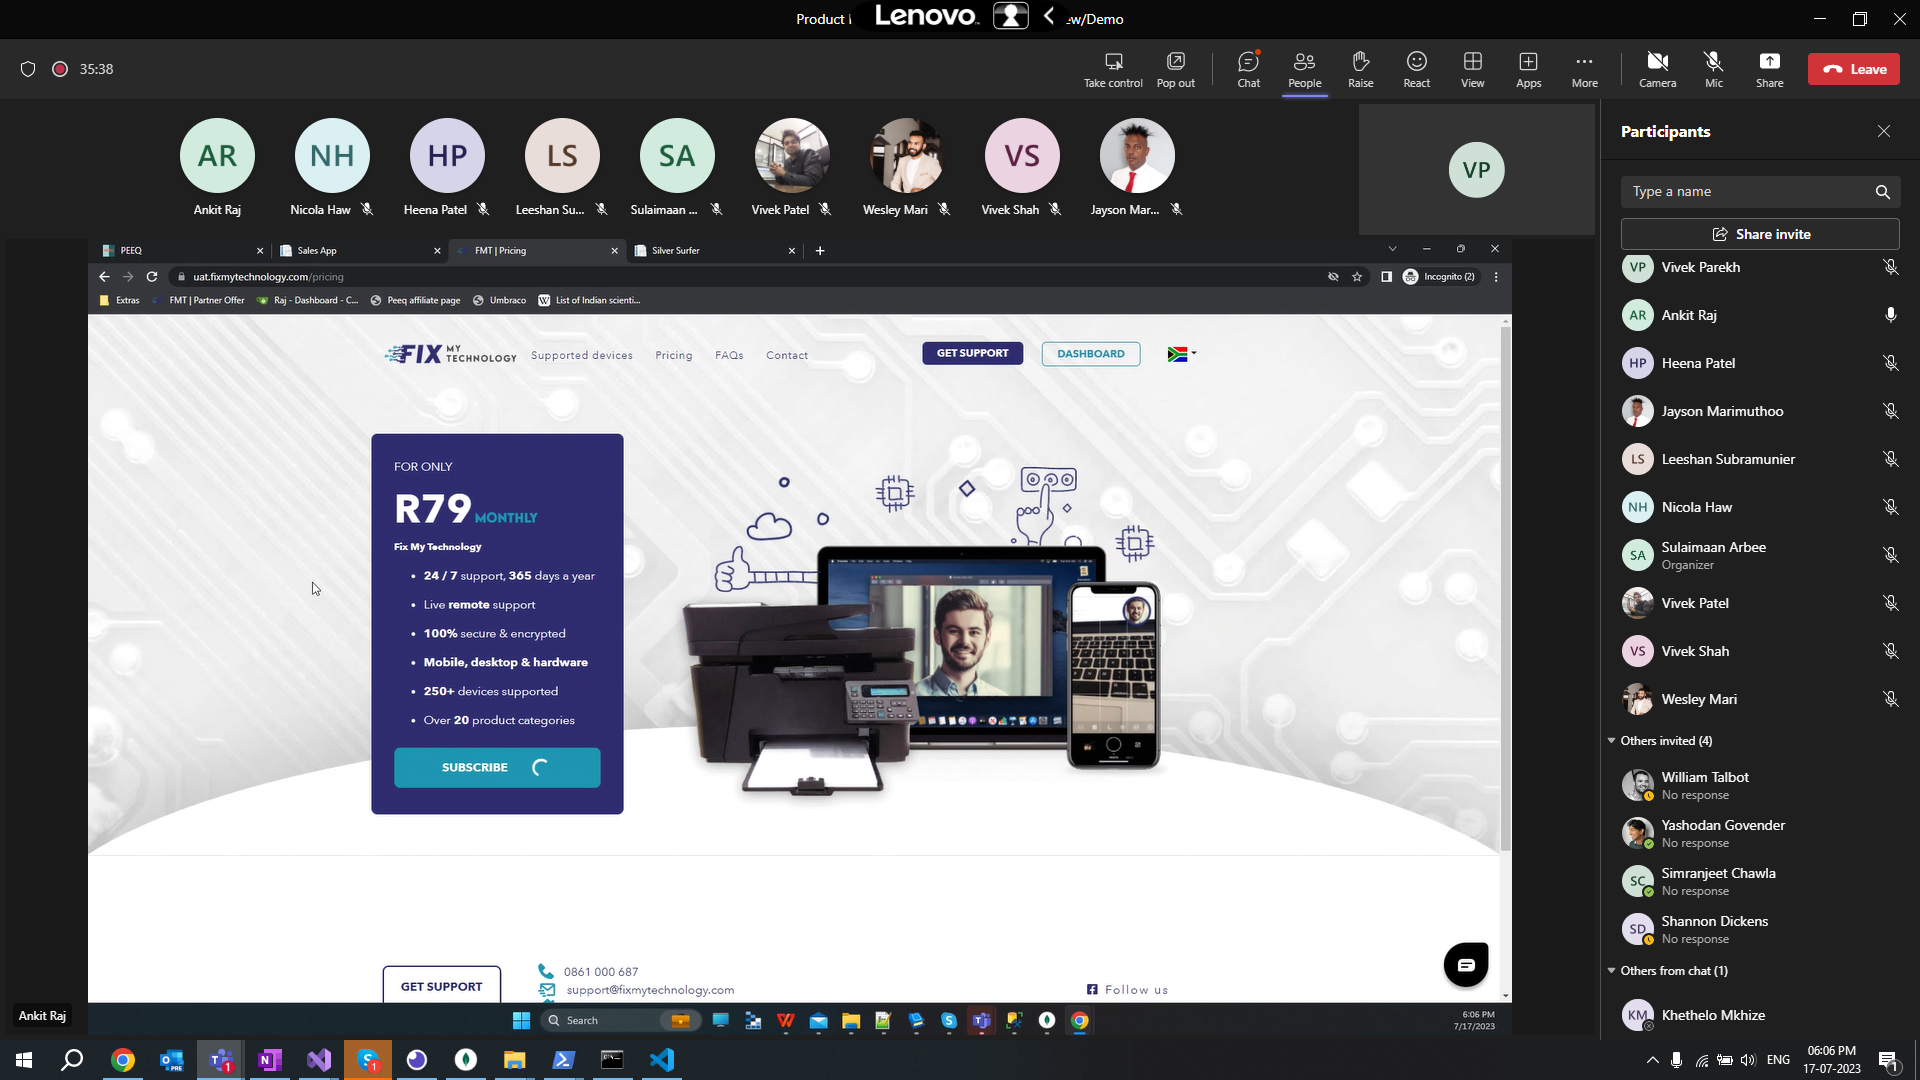 Product
Lenovo
ew/Demo
35:38
Take control
Pop out
Chat
People
Raise
React
View
Apps
More
Camera
Mic
Share
Leave
AR
NH
HP
LS
SA
VS
Ankit Raj
Nicola Haw
Heena Patel
Leeshan Su...
Sulaimaan ...
Vivek Patel
Wesley Mari
Vivek Shah
Jayson Mar...
VP
PEEQ
Sales App
FMT | Pricing
Silver Surfer
uat.fixmytechnology.com/pricing
Incognito (2)
Extras
FMT | Partner Offer
Raj - Dashboard - C...
Peeq affiliate page
Umbraco
List of Indian scienti...
FIX MY TECHNOLOGY
Supported devices
Pricing
FAQs
Contact
GET SUPPORT
DASHBOARD
FOR ONLY
R79 MONTHLY
Fix My Technology
• 24 / 7 support, 365 days a year
• Live remote support
• 100% secure & encrypted
• Mobile, desktop & hardware
• 250+ devices supported
• Over 20 product categories
SUBSCRIBE
GET SUPPORT
0861 000 687
support@fixmytechnology.com
Follow us
Ankit Raj
Search
6:06 PM
7/17/2023
Participants
Type a name
Share invite
VP Vivek Parekh
AR Ankit Raj
HP Heena Patel
Jayson Marimuthoo
LS Leeshan Subramunier
NH Nicola Haw
SA Sulaimaan Arbee
Organizer
Vivek Patel
VS Vivek Shah
Wesley Mari
Others invited (4)
William Talbot
No response
Yashodan Govender
No response
SC Simranjeet Chawla
No response
SD Shannon Dickens
No response
Others from chat (1)
KM Khethelo Mkhize
ENG
06:06 PM
17-07-2023